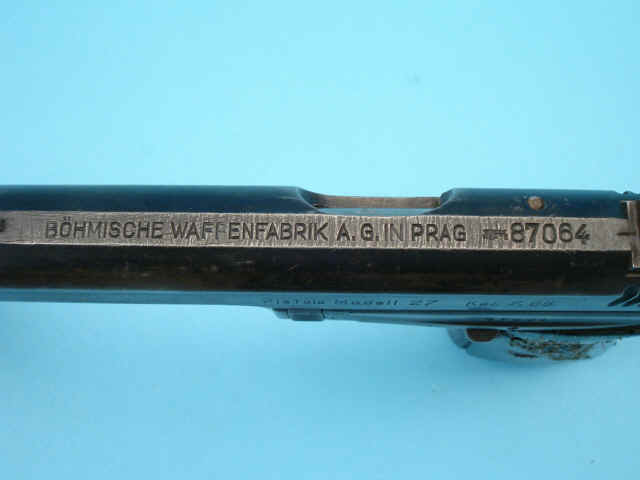 BÖHMISCHE WAFFENFABRIK A.G. IN PRAG 87064
Pistole Modell 27 Kal. 7,65